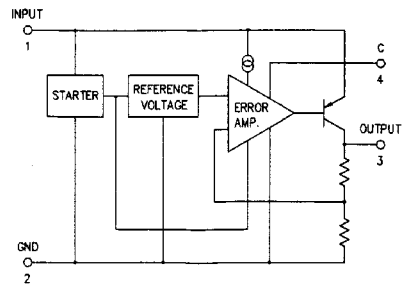 INPUT
1
C
4
STARTER
REFERENCE
VOLTAGE
ERROR
AMP.
OUTPUT
3
GND
2